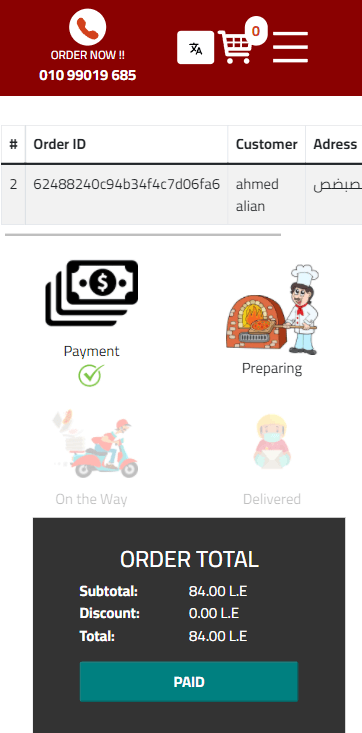 ORDER NOW !!
010 99019 685
0
# Order ID Customer Adress
2 62488240c94b34f4c7d06fa6 ahmed
alian
$
Payment
Preparing
On the Way
Delivered
ORDER TOTAL
Subtotal: 84.00 L.E
Discount: 0.00 L.E
Total: 84.00 L.E
PAID